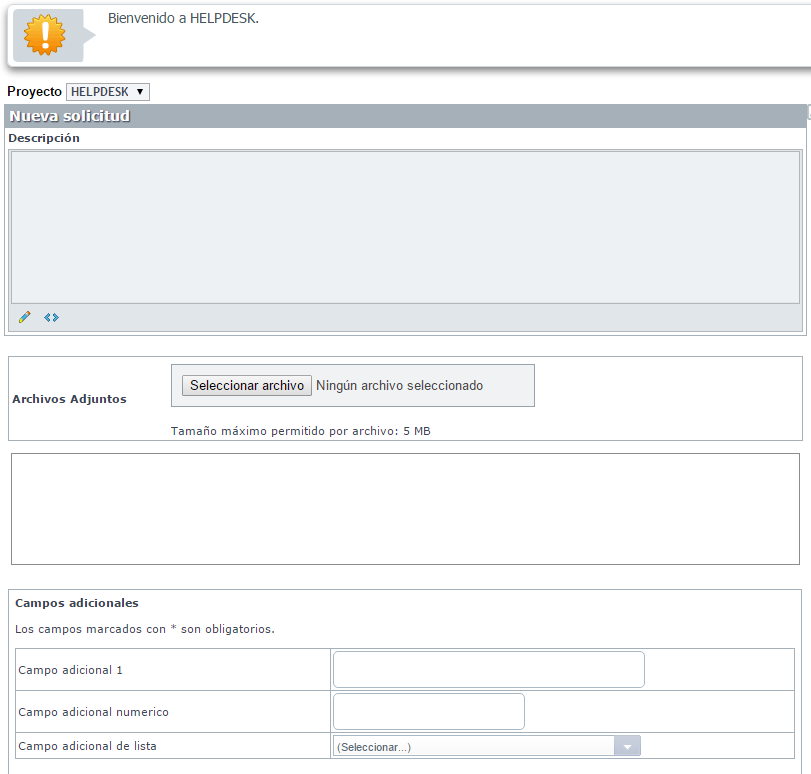 Bienvenido a HELPDESK.
Proyecto HELPDESK
Nueva solicitud
Descripción
Archivos Adjuntos
Seleccionar archivo Ningún archivo seleccionado
Tamaño máximo permitido por archivo: 5 MB
Campos adicionales
Los campos marcados con * son obligatorios.
Campo adicional 1
Campo adicional numerico
Campo adicional de lista (Seleccionar...)